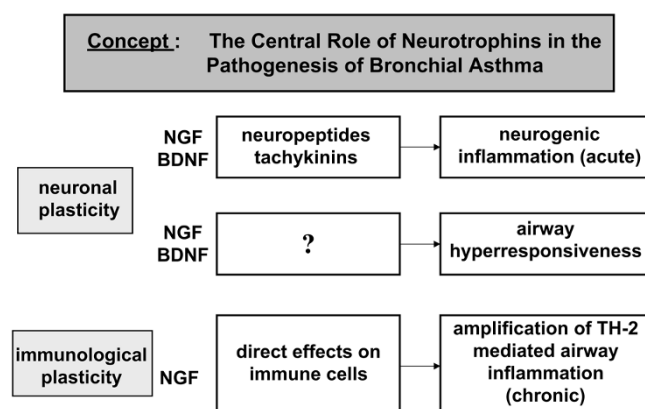 Concept : The Central Role of Neurotrophins in the
Pathogenesis of Bronchial Asthma
neuronal
plasticity
NGF
BDNF
neuropeptides
tachykinins
neurogenic
inflammation (acute)
NGF
BDNF
?
airway
hyperresponsiveness
immunological
plasticity
NGF
direct effects on
immune cells
amplification of TH-2
mediated airway
inflammation
(chronic)